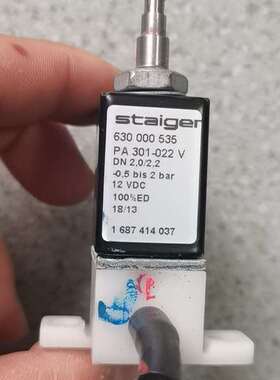 staiger
630 000 535
PA 301-022 V
DN 2,0/2,2
-0,5 bis 2 bar
12 VDC
100%ED
18/13
1 687 414 037